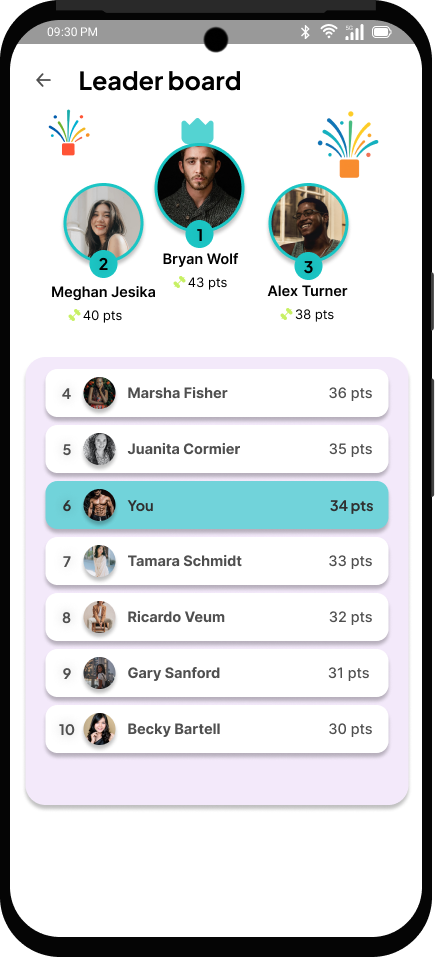 09:30 PM
5G
Leader board
1
2
3
Bryan Wolf
43 pts
Meghan Jesika
40 pts
Alex Turner
38 pts
4 Marsha Fisher 36 pts
5 Juanita Cormier 35 pts
6 You 34 pts
7 Tamara Schmidt 33 pts
8 Ricardo Veum 32 pts
9 Gary Sanford 31 pts
10 Becky Bartell 30 pts